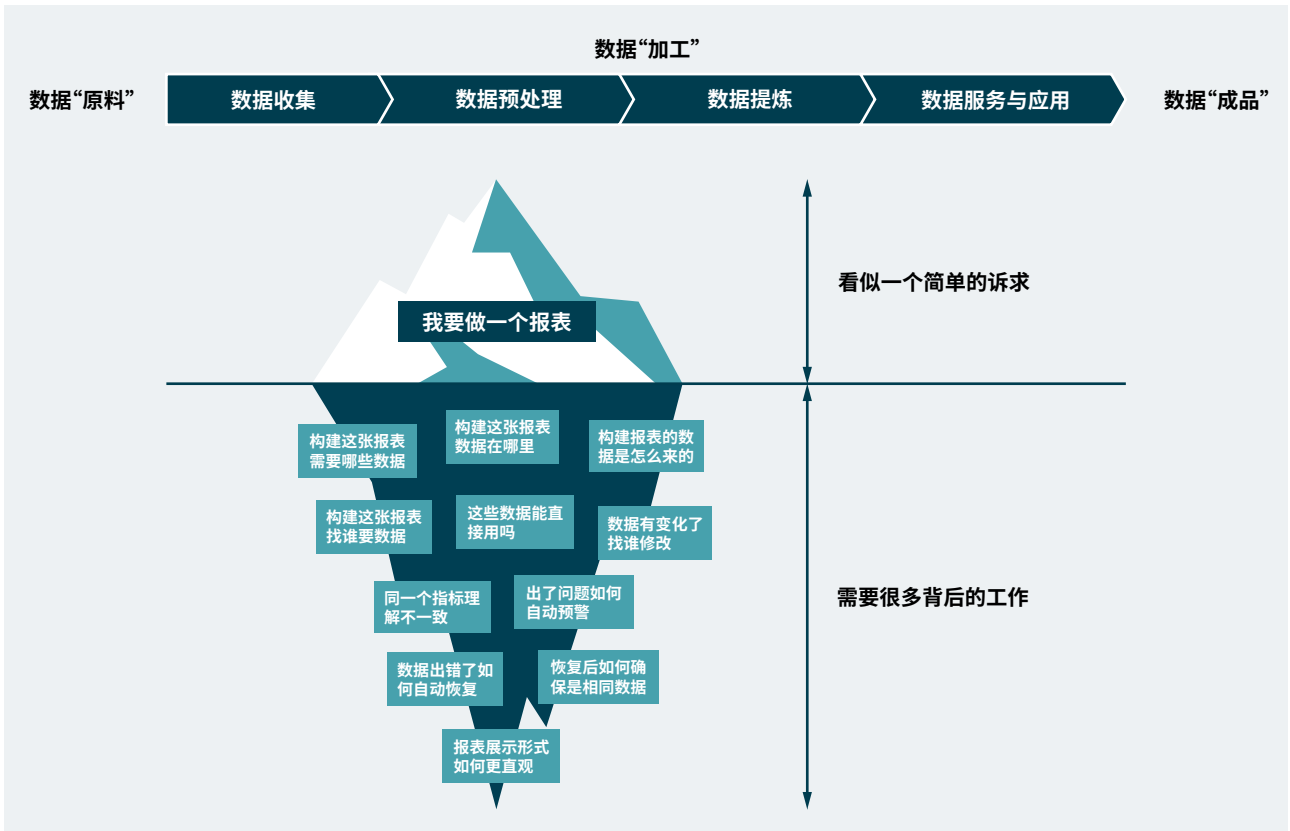 数据“加工”
数据“原料”
数据收集
数据预处理
数据提炼
数据服务与应用
数据“成品”
看似一个简单的诉求
我要做一个报表
构建这张报表
需要哪些数据
构建这张报表
数据在哪里
构建报表的数
据是怎么来的
构建这张报表
找谁要数据
这些数据能直
接用吗
数据有变化了
找谁修改
同一个指标理
解不一致
出了问题如何
自动预警
需要很多背后的工作
数据出错了如
何自动恢复
恢复后如何确
保是相同数据
报表展示形式
如何更直观